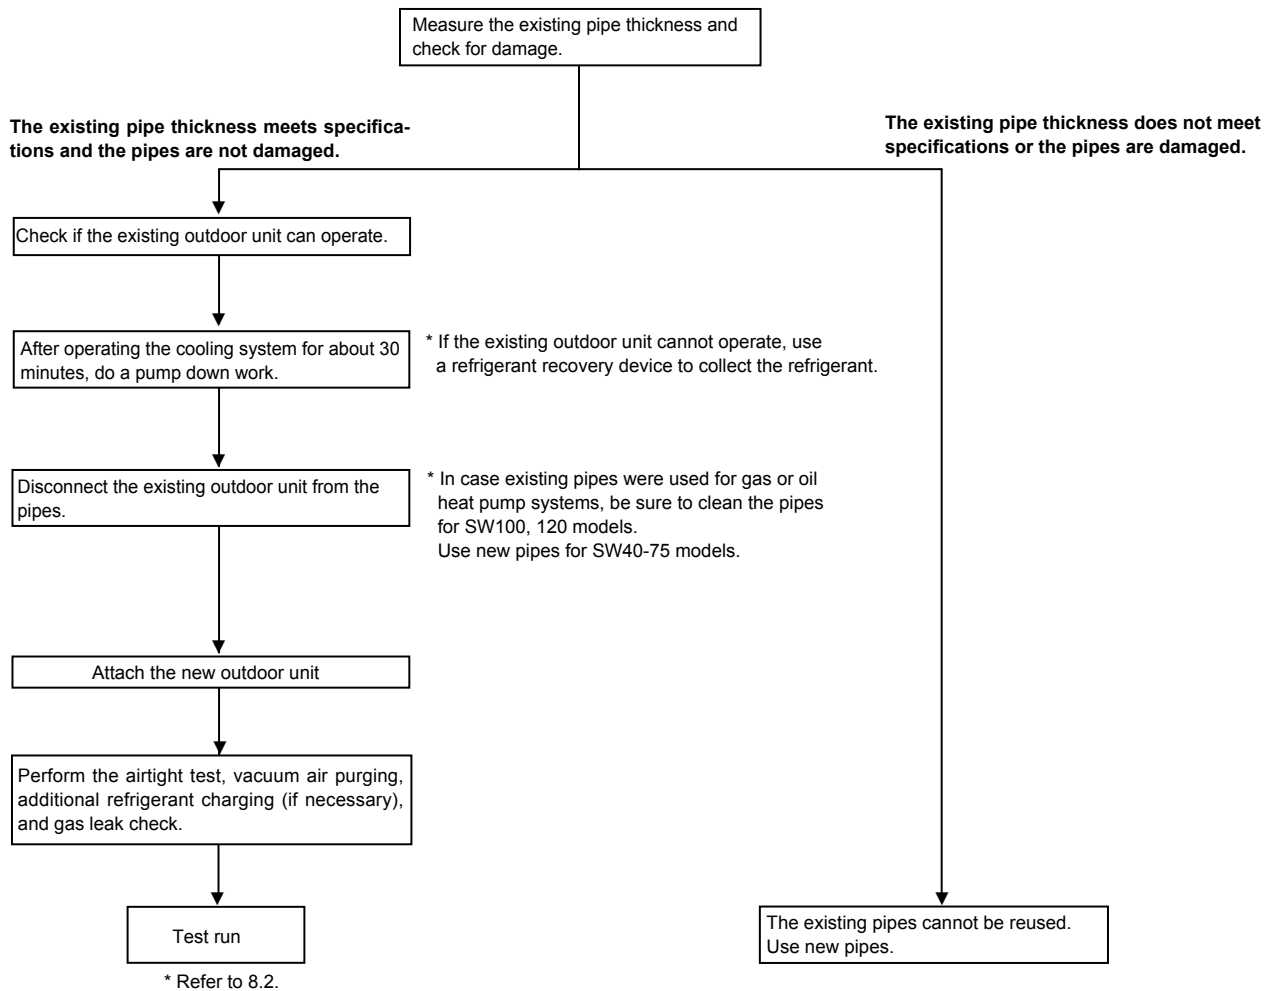 Measure the existing pipe thickness and
check for damage.
The existing pipe thickness meets specifica-
tions and the pipes are not damaged.
The existing pipe thickness does not meet
specifications or the pipes are damaged.
Check if the existing outdoor unit can operate.
After operating the cooling system for about 30
minutes, do a pump down work.
* If the existing outdoor unit cannot operate, use
a refrigerant recovery device to collect the refrigerant.
Disconnect the existing outdoor unit from the
pipes.
* In case existing pipes were used for gas or oil
heat pump systems, be sure to clean the pipes
for SW100, 120 models.
Use new pipes for SW40-75 models.
Attach the new outdoor unit
Perform the airtight test, vacuum air purging,
additional refrigerant charging (if necessary),
and gas leak check.
Test run
* Refer to 8.2.
The existing pipes cannot be reused.
Use new pipes.